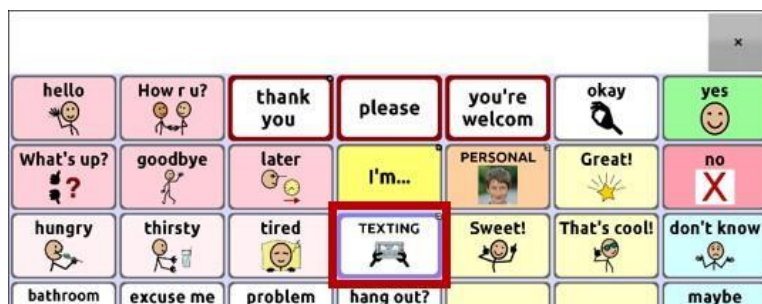 ×
hello
How r u?
thank
you
please
you're
welcom
okay
yes
What's up?
?
goodbye
later
I'm...
PERSONAL
Great!
no
X
hungry
thirsty
tired
TEXTING
Sweet!
That's cool!
don't know
bathroom
excuse me
problem
hang out?
maybe